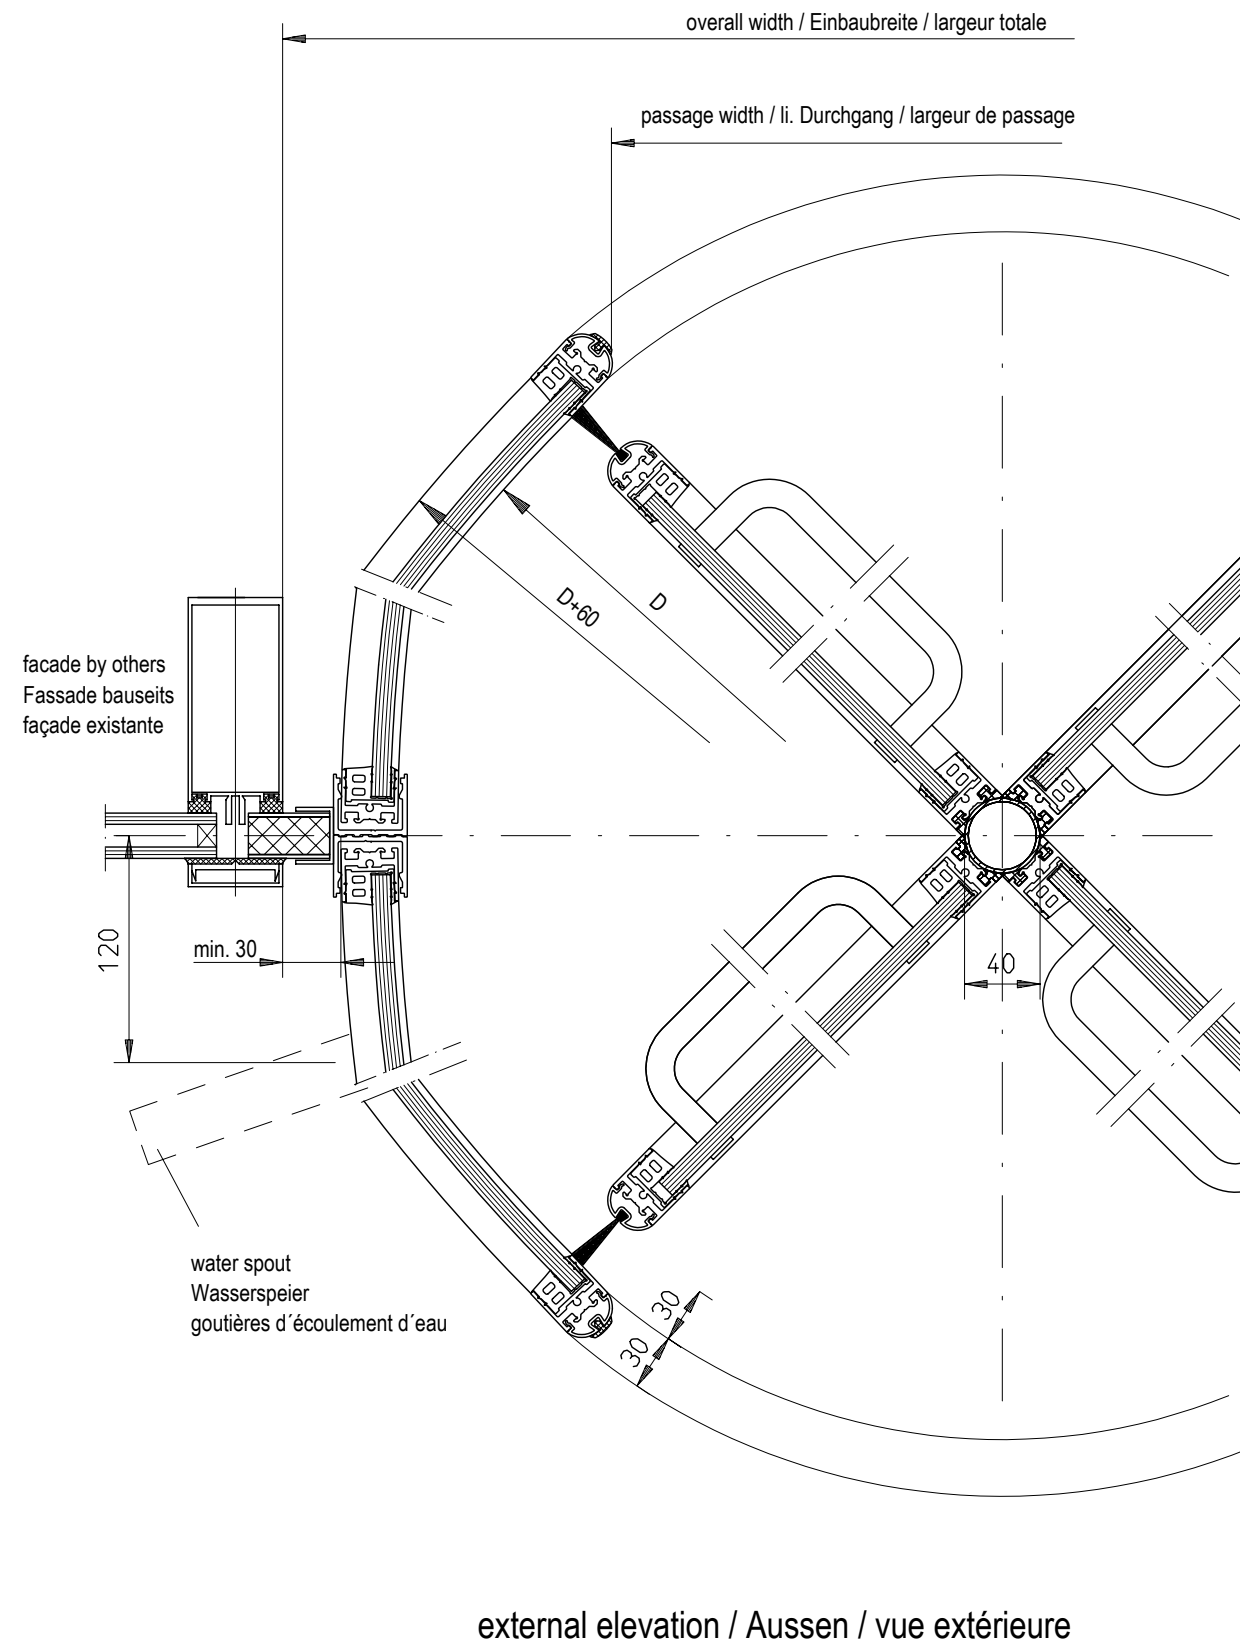 overall width / Einbaubreite / largeur totale
passage width / li. Durchgang / largeur de passage
D+60
D
facade by others
Fassade bauseits
façade existante
120
min. 30
40
water spout
Wasserspeier
goutières d´écoulement d´eau
30
30
external elevation / Aussen / vue extérieure